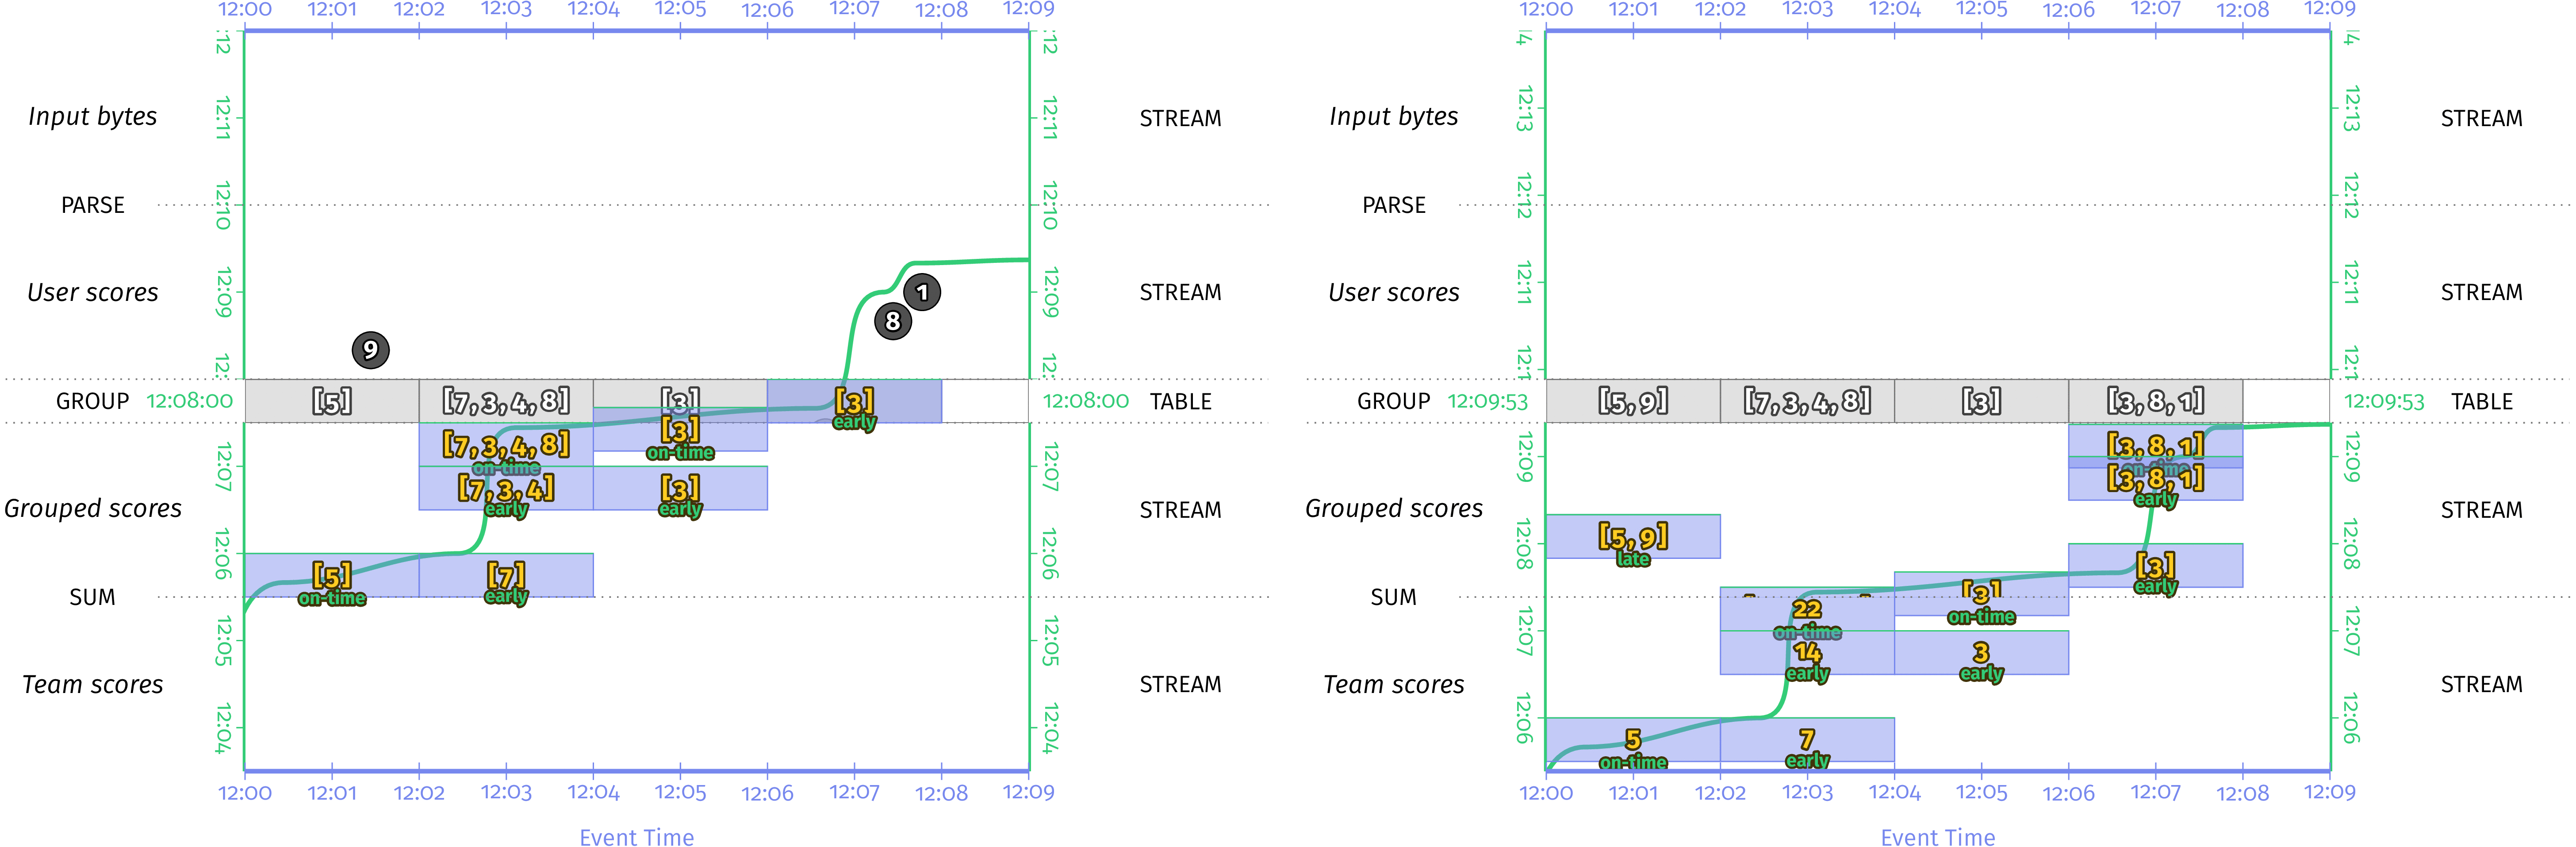 12:00 12:01 12:02 12:03 12:04 12:05 12:06 12:07 12:08 12:09
:12 :12
Input bytes
12:11 12:11
STREAM
PARSE
12:10 12:10
User scores
12:09 12:09
STREAM
1
8
9
12: 12:
GROUP 12:08:00 [5] [7,3,4,8] [3] [3] 12:08:00 TABLE
early
[7,3,4,8] [3]
on-time on-time
12:07 12:07
[7,3,4] [3]
early early
Grouped scores
STREAM
12:06 12:06
[5] [7]
on-time early
SUM
12:05 12:05
Team scores
STREAM
12:04 12:04
12:00 12:01 12:02 12:03 12:04 12:05 12:06 12:07 12:08 12:09
Event Time
12:00 12:01 12:02 12:03 12:04 12:05 12:06 12:07 12:08 12:09
Input bytes
12:13 12:13
STREAM
PARSE
12:12 12:12
User scores
12:11 12:11
STREAM
12:1 12:1
GROUP 12:09:53 [5,9] [7,3,4,8] [3] [3,8,1] 12:09:53 TABLE
[3,8,1]
on-time
12:09 12:09
[3,8,1]
early
Grouped scores
STREAM
[5,9]
late
12:08 12:08
[3]
early
SUM
[3]
on-time
22
on-time
12:07 12:07
14 3
early early
Team scores
STREAM
12:06 12:06
5 7
on-time early
12:00 12:01 12:02 12:03 12:04 12:05 12:06 12:07 12:08 12:09
Event Time